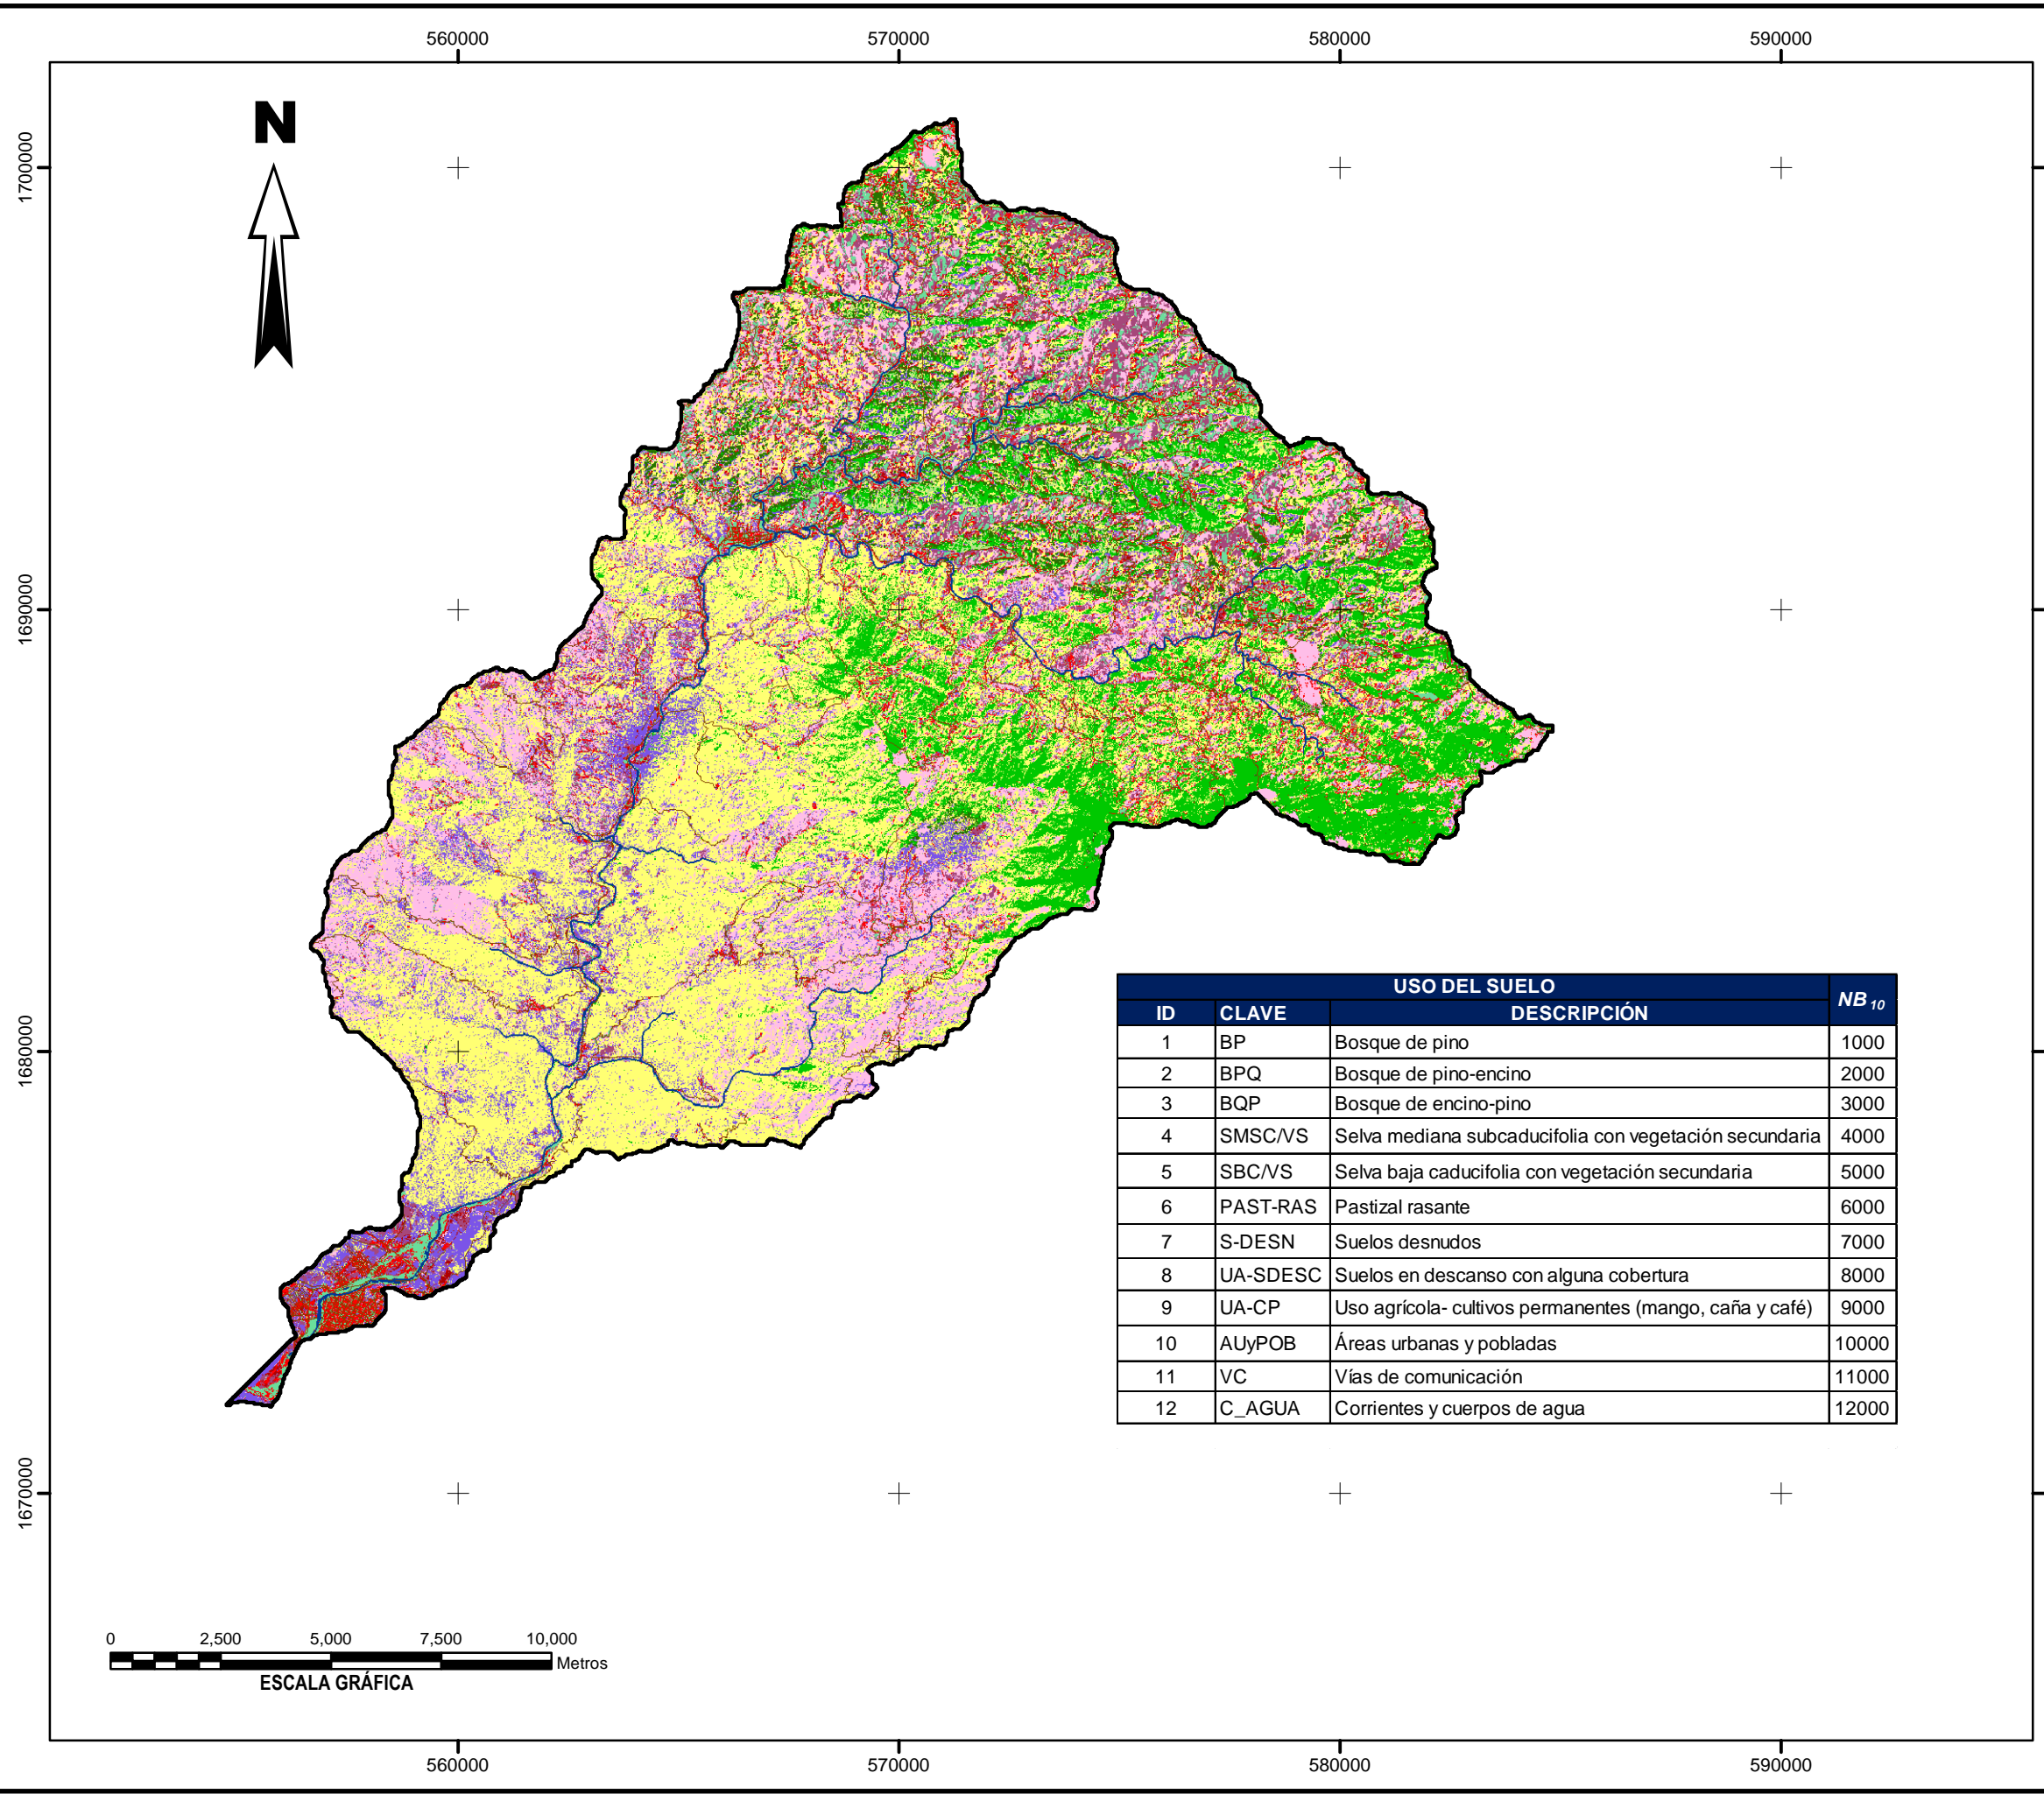 560000 570000 580000 590000
N
1700000
1690000
1680000
1670000
USO DEL SUELO NB 10
ID CLAVE DESCRIPCIÓN
1 BP Bosque de pino 1000
2 BPQ Bosque de pino-encino 2000
3 BQP Bosque de encino-pino 3000
4 SMSC/VS Selva mediana subcaducifolia con vegetación secundaria 4000
5 SBC/VS Selva baja caducifolia con vegetación secundaria 5000
6 PAST-RAS Pastizal rasante 6000
7 S-DESN Suelos desnudos 7000
8 UA-SDESC Suelos en descanso con alguna cobertura 8000
9 UA-CP Uso agrícola- cultivos permanentes (mango, caña y café) 9000
10 AUyPOB Áreas urbanas y pobladas 10000
11 VC Vías de comunicación 11000
12 C_AGUA Corrientes y cuerpos de agua 12000
0 2,500 5,000 7,500 10,000
Metros
ESCALA GRÁFICA
560000 570000 580000 590000